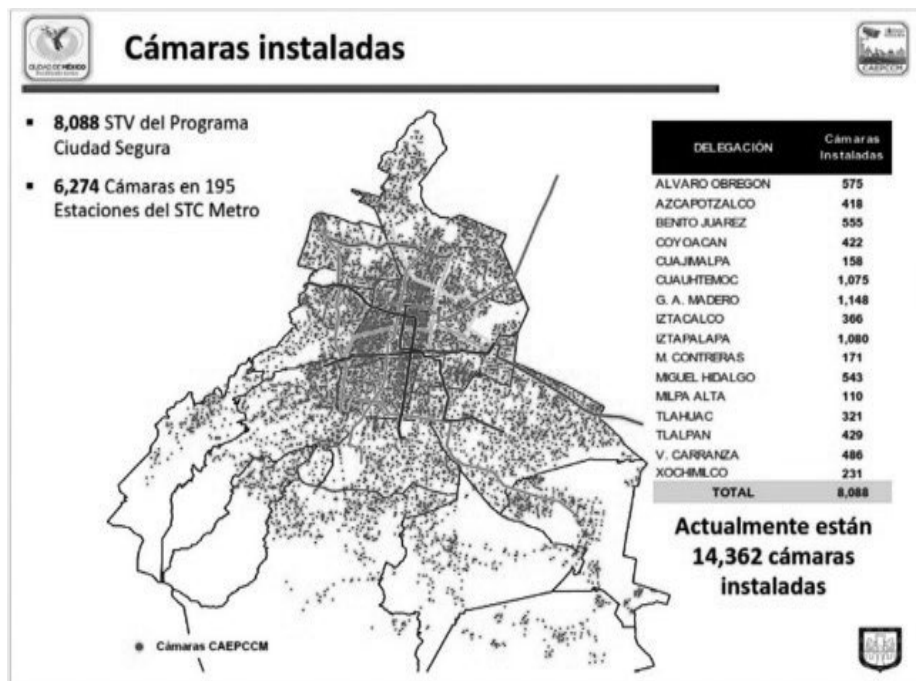 Cámaras instaladas
CIUDAD DE MÉXICO
CAEPCCM
▪ 8,088 STV del Programa
Ciudad Segura
▪ 6,274 Cámaras en 195
Estaciones del STC Metro
DELEGACIÓN Cámaras Instaladas
ALVARO OBREGON 575
AZCAPOTZALCO 418
BENITO JUAREZ 555
COYOACAN 422
CUAJIMALPA 158
CUAUHTEMOC 1,075
G. A. MADERO 1,148
IZTACALCO 366
IZTAPALAPA 1,080
M. CONTRERAS 171
MIGUEL HIDALGO 543
MILPA ALTA 110
TLAHUAC 321
TLALPAN 429
V. CARRANZA 486
XOCHIMILCO 231
TOTAL 8,088
Actualmente están
14,362 cámaras
instaladas
Cámaras CAEPCCM